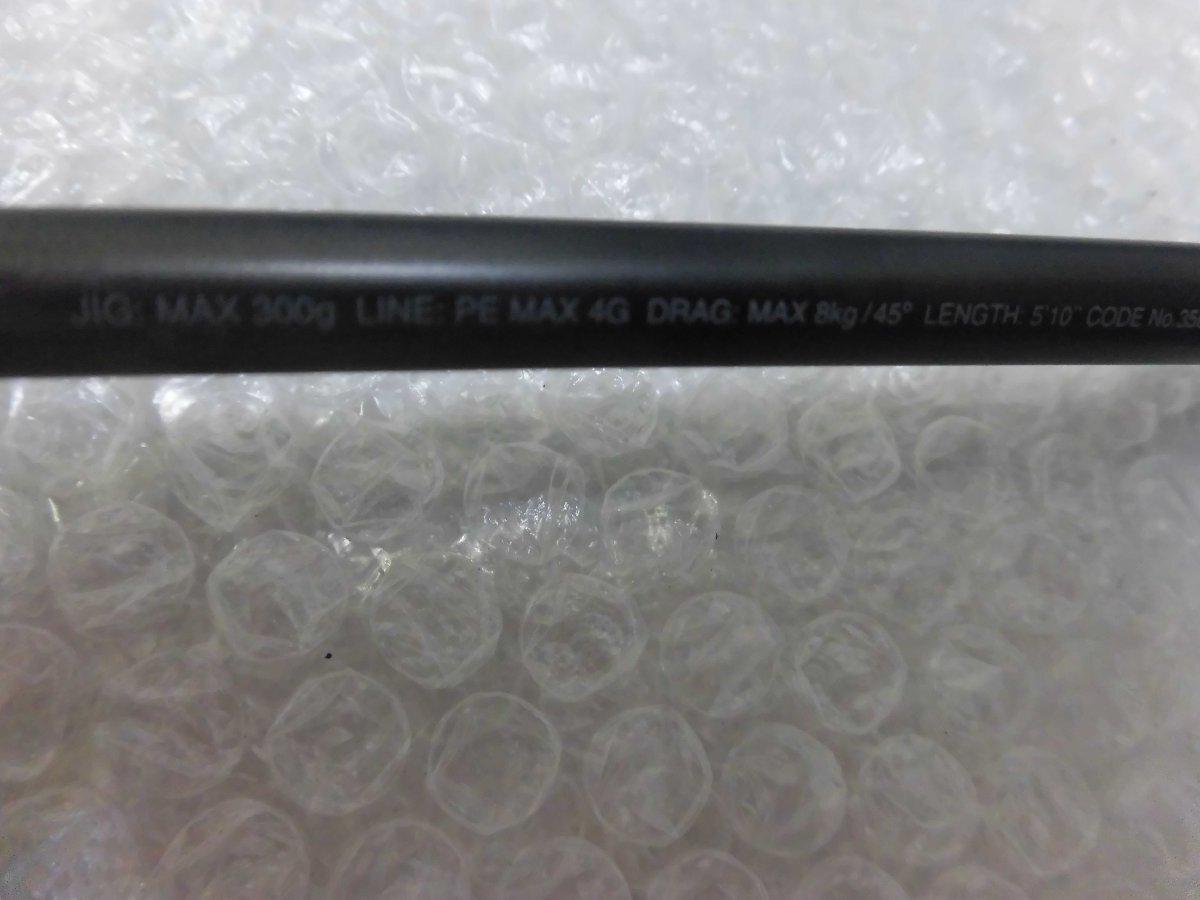 JIG: MAX 300g LINE: PE MAX 4G DRAG: MAX 8kg/45° LENGTH: 5'10" CODE No.